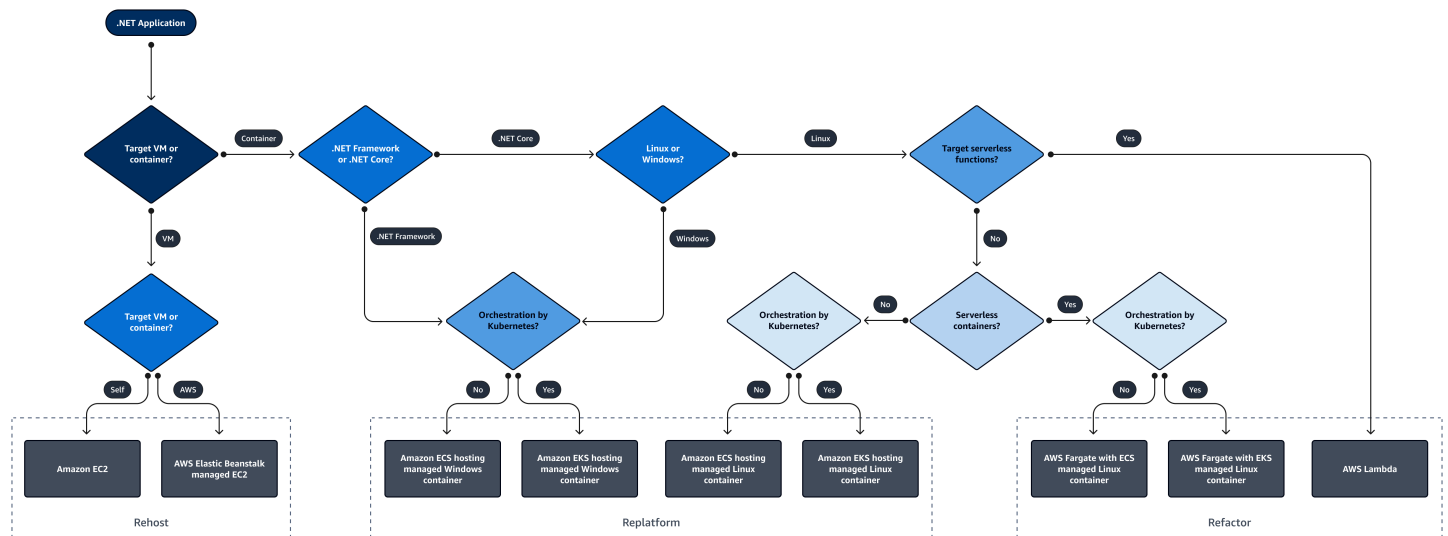 .NET Application
Target VM or
container?
Container
.NET Framework
or .NET Core?
.NET Core
Linux or
Windows?
Linux
Target serverless
functions?
Yes
VM
.NET Framework
Windows
No
Target VM or
container?
Orchestration by
Kubernetes?
Orchestration by
Kubernetes?
No
Serverless
containers?
Yes
Orchestration by
Kubernetes?
Self
AWS
No
Yes
No
Yes
No
Yes
Amazon EC2
AWS Elastic Beanstalk
managed EC2
Amazon ECS hosting
managed Windows
container
Amazon EKS hosting
managed Windows
container
Amazon ECS hosting
managed Linux
container
Amazon EKS hosting
managed Linux
container
AWS Fargate with ECS
managed Linux
container
AWS Fargate with EKS
managed Linux
container
AWS Lambda
Rehost
Replatform
Refactor